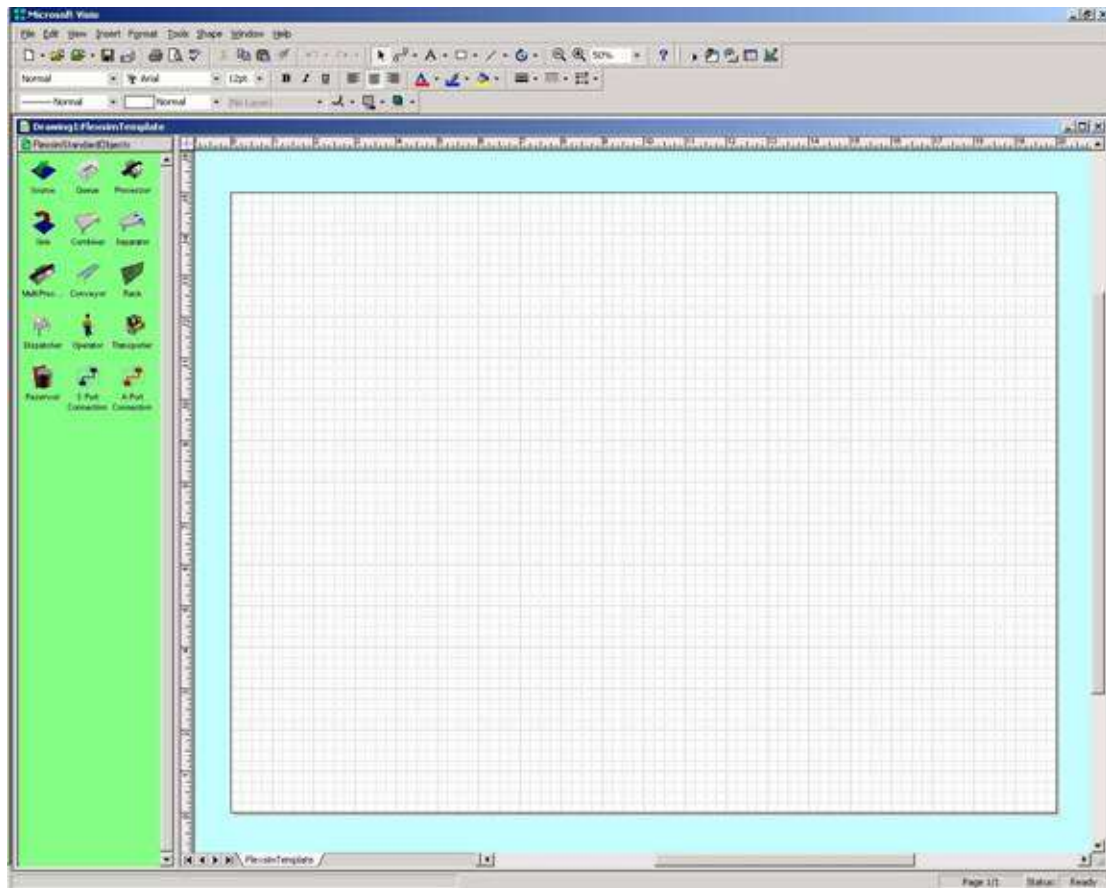 Microsoft Visio
File Edit View Insert Format Tools Shape Window Help
50%
Normal Arial 12pt B I U
Normal Normal
Drawing1:FlexsimTemplate
FlexsimStandardObjects
Source Queue Processor
Sink Combiner Separator
MultiProc... Conveyor Rack
Dispatcher Operator Transporter
Reservoir S Port Connection A Port Connection
FlexsimTemplate
Page 1/1 Status: Ready